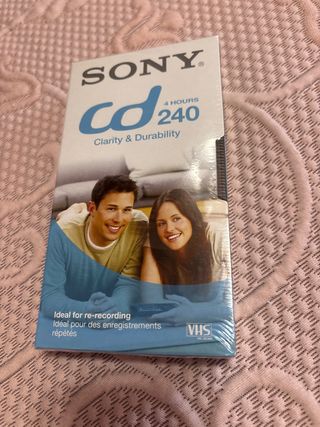 SONY®
cd
4 HOURS
240
Clarity & Durability
Ideal for re-recording
Idéal pour des enregistrements
répétés
VHS